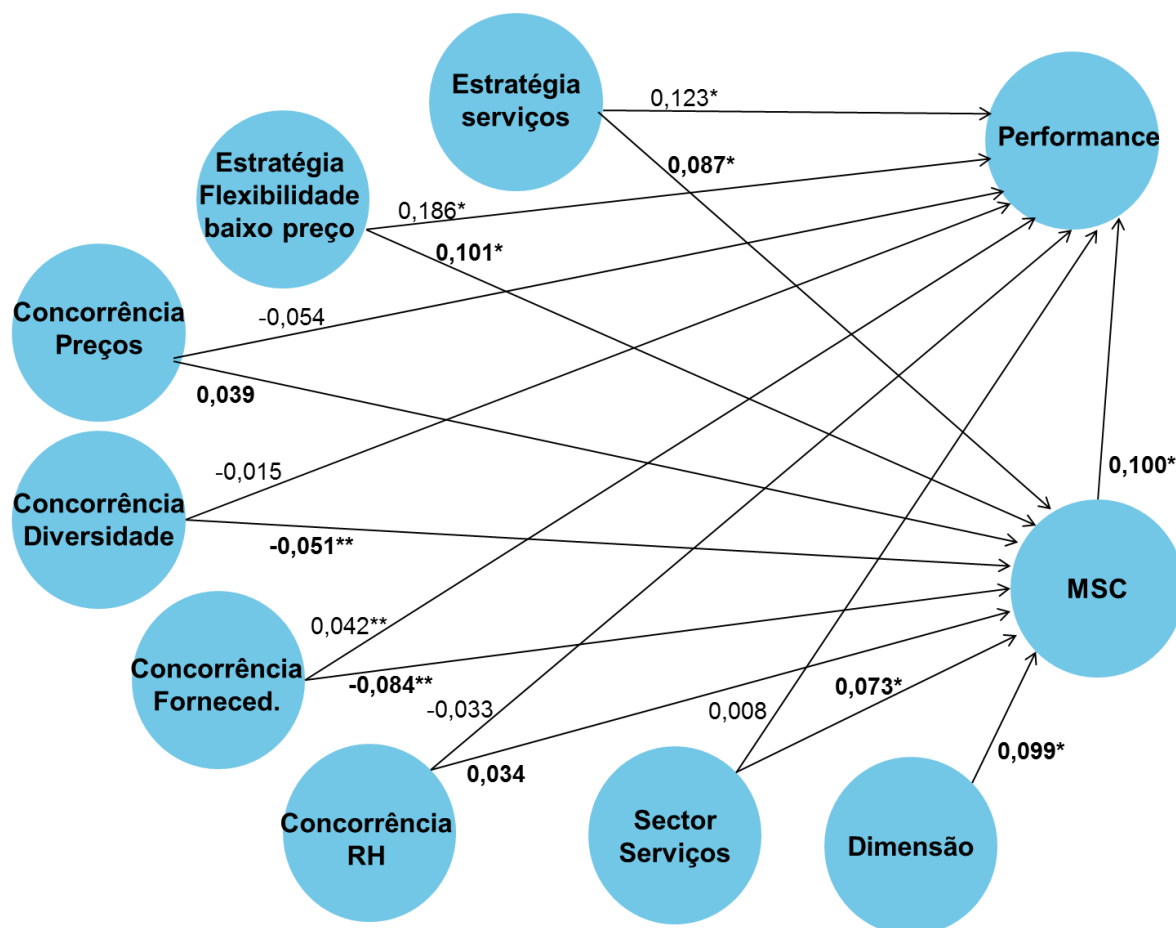 Estratégia
serviços
0,123*
Performance
0,087*
Estratégia
Flexibilidade
baixo preço
0,186*
0,101*
Concorrência
Preços
-0,054
0,039
Concorrência
Diversidade
-0,015
-0,051**
0,100*
MSC
Concorrência
Forneced.
0,042**
-0,084**
Concorrência
RH
-0,033
0,034
Sector
Serviços
0,008
0,073*
Dimensão
0,099*